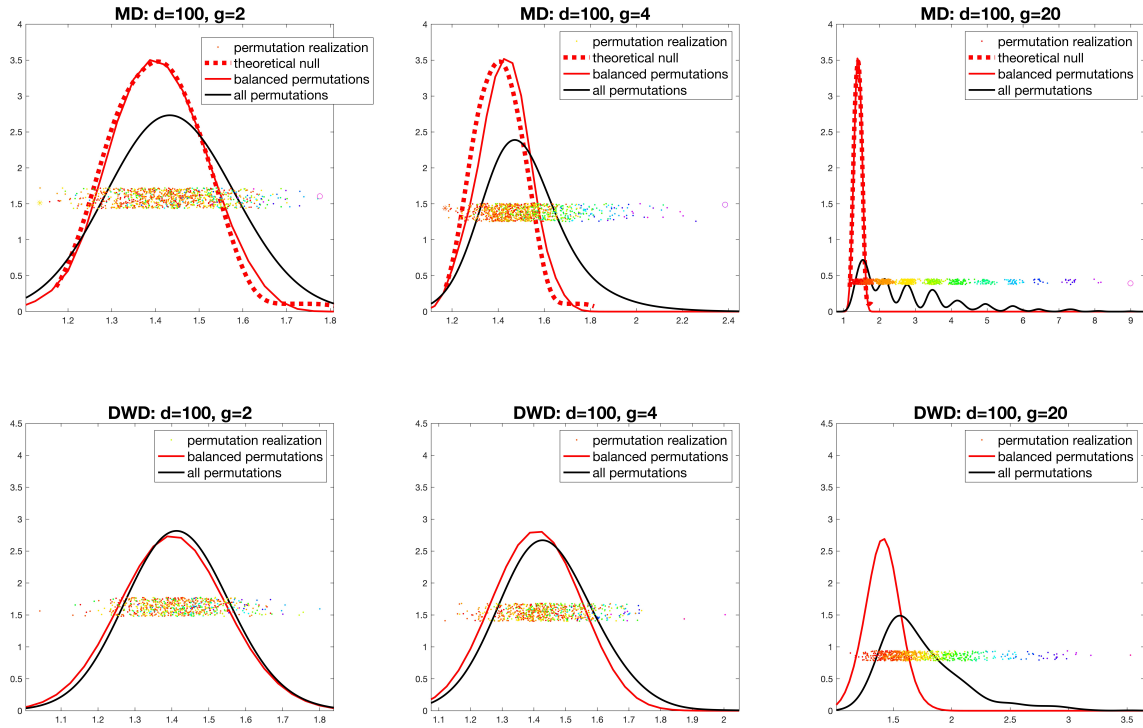 MD: d=100, g=2
4
3.5
3
2.5
2
1.5
1
0.5
0
1.2 1.3 1.4 1.5 1.6 1.7 1.8
permutation realization
theoretical null
balanced permutations
all permutations
MD: d=100, g=4
4
3.5
3
2.5
2
1.5
1
0.5
0
1.2 1.4 1.6 1.8 2 2.2 2.4
permutation realization
theoretical null
balanced permutations
all permutations
MD: d=100, g=20
4
3.5
3
2.5
2
1.5
1
0.5
0
1 2 3 4 5 6 7 8 9
permutation realization
theoretical null
balanced permutations
all permutations
DWD: d=100, g=2
4.5
4
3.5
3
2.5
2
1.5
1
0.5
0
1.1 1.2 1.3 1.4 1.5 1.6 1.7 1.8
permutation realization
balanced permutations
all permutations
DWD: d=100, g=4
4.5
4
3.5
3
2.5
2
1.5
1
0.5
0
1.1 1.2 1.3 1.4 1.5 1.6 1.7 1.8 1.9 2
permutation realization
balanced permutations
all permutations
DWD: d=100, g=20
4.5
4
3.5
3
2.5
2
1.5
1
0.5
0
1.5 2 2.5 3 3.5
permutation realization
balanced permutations
all permutations